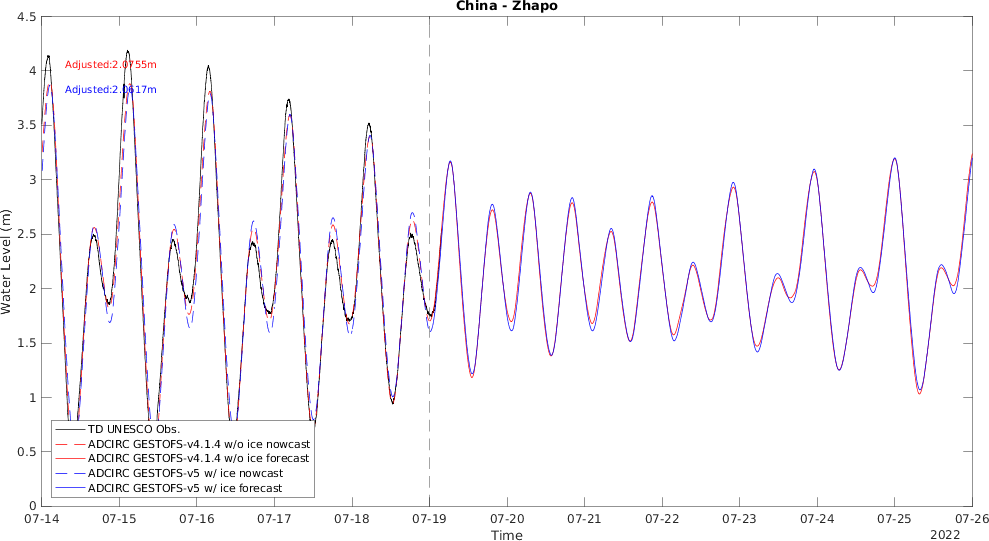 China - Zhapo
4.5
4
3.5
3
2.5
2
1.5
1
0.5
0
Water Level (m)
Adjusted:2.0755m
Adjusted:2.0617m
TD UNESCO Obs.
ADCIRC GESTOFS-v4.1.4 w/o ice nowcast
ADCIRC GESTOFS-v4.1.4 w/o ice forecast
ADCIRC GESTOFS-v5 w/ ice nowcast
ADCIRC GESTOFS-v5 w/ ice forecast
07-14 07-15 07-16 07-17 07-18 07-19 07-20 07-21 07-22 07-23 07-24 07-25 07-26
Time
2022